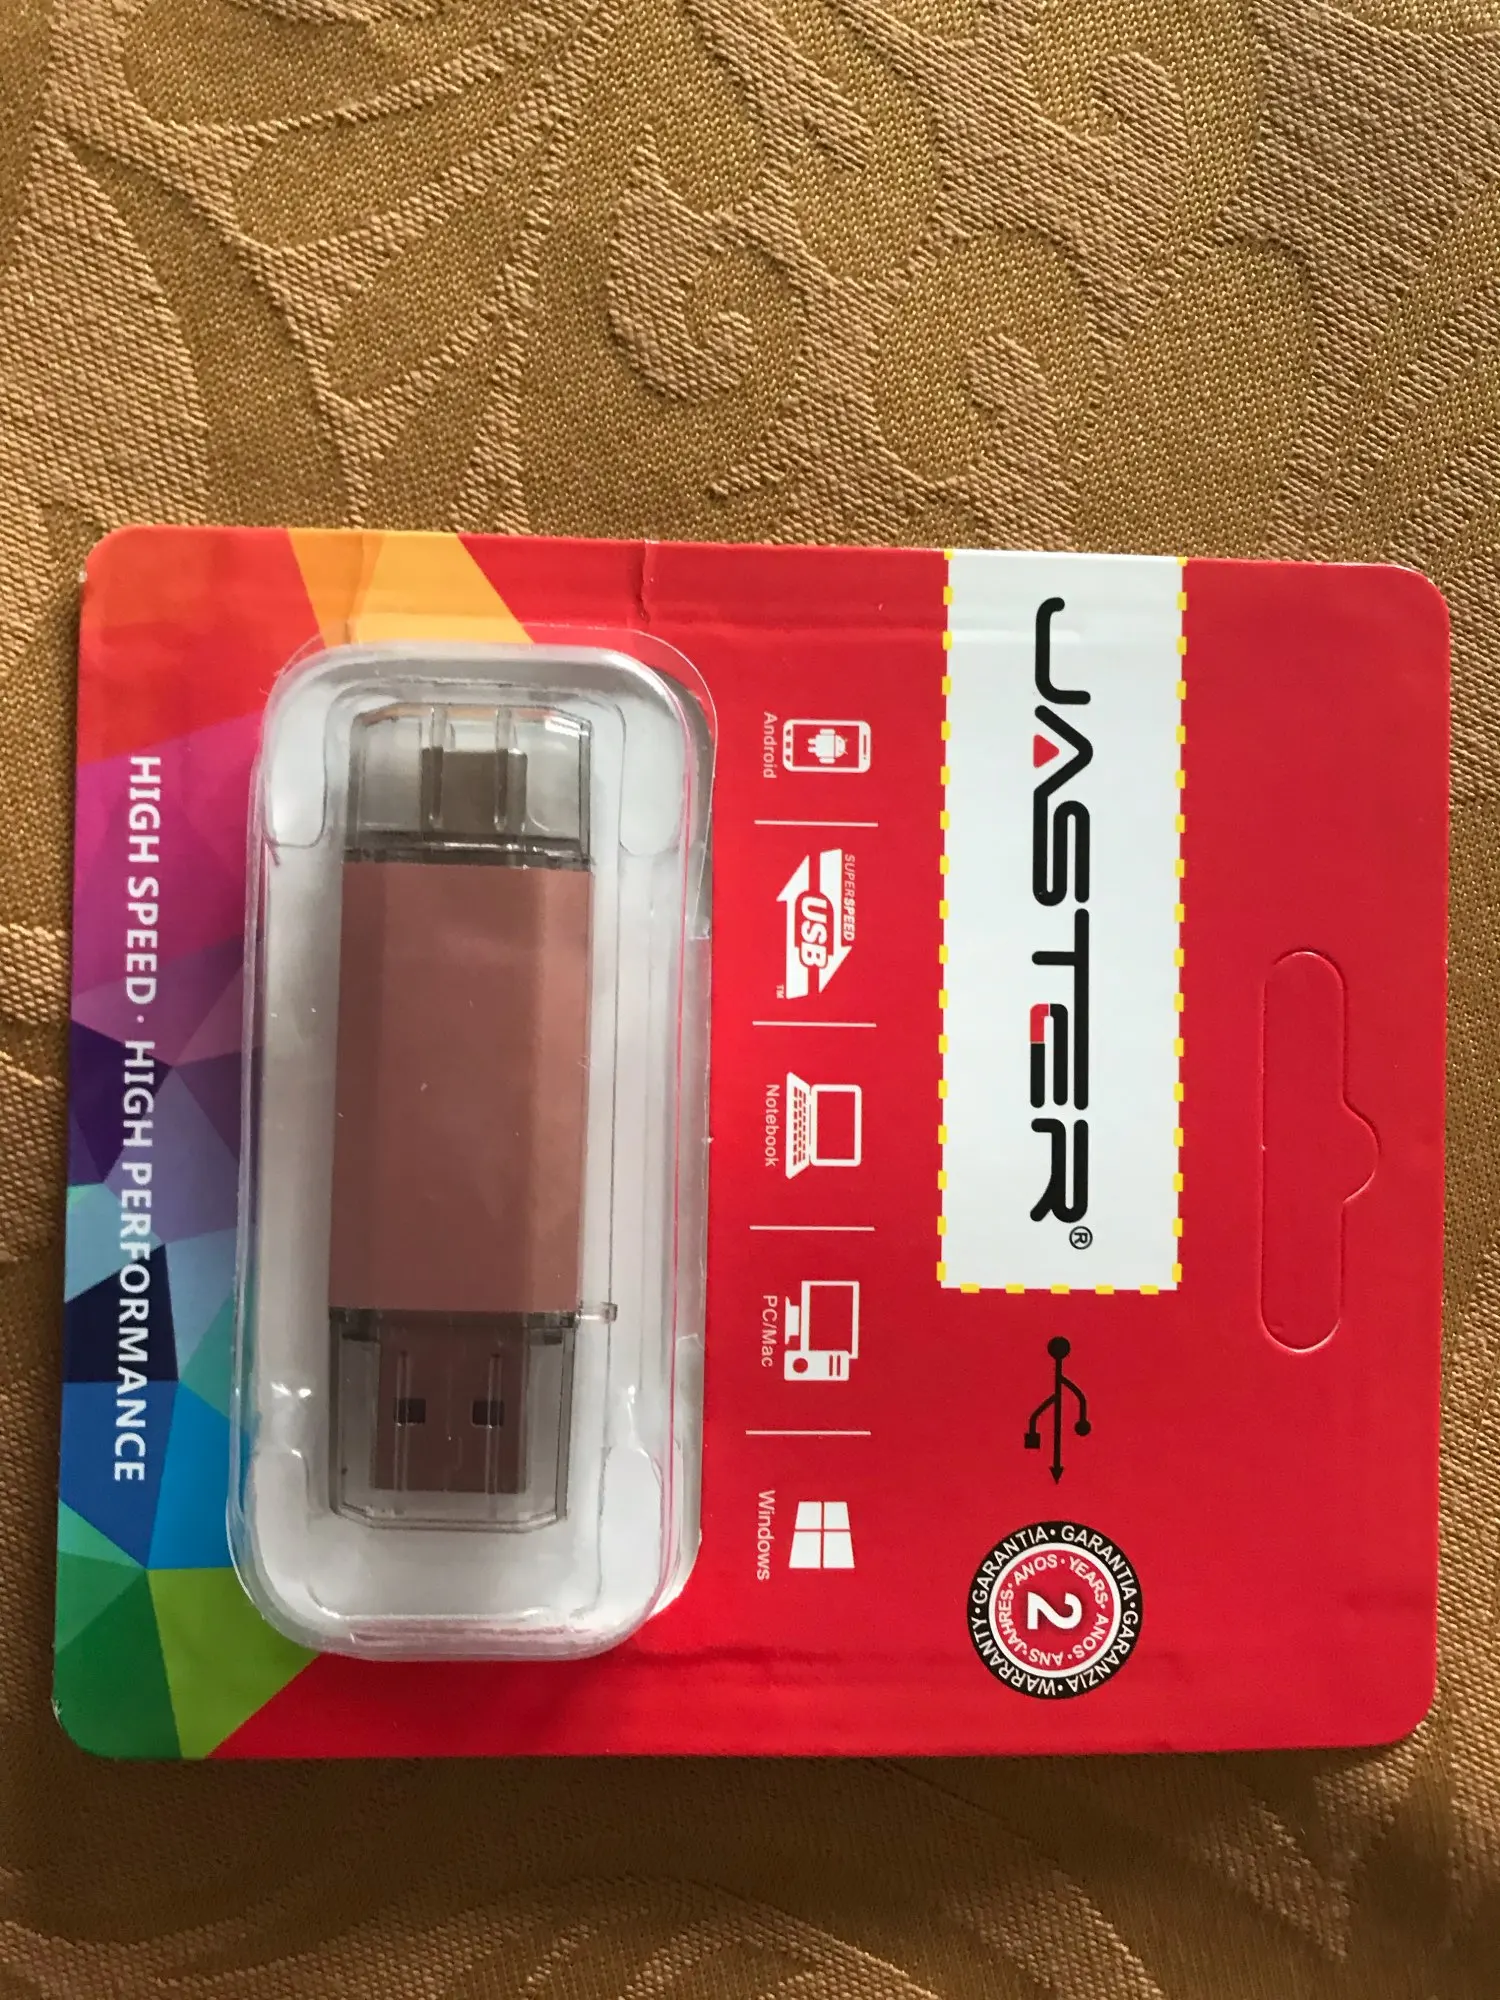 JASTER®
GARANTIA · GARANTIA · GARANZIA · WARRANTY ·
2
ANOS · YEARS · ANOS · ANS · JAHRES ·
Android
SUPERSPEED
USB
™
Notebook
PC/Mac
Windows
HIGH SPEED · HIGH PERFORMANCE